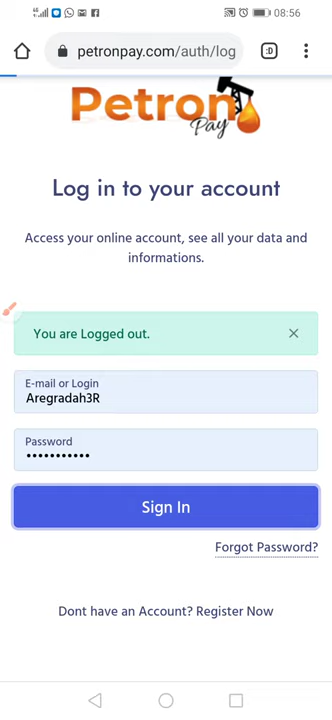 08:56
petronpay.com/auth/log
:D
Petron
Pay
Log in to your account
Access your online account, see all your data and
informations.
You are Logged out.
E-mail or Login
Aregradah3R
Password
•••••••••••
Sign In
Forgot Password?
Dont have an Account? Register Now